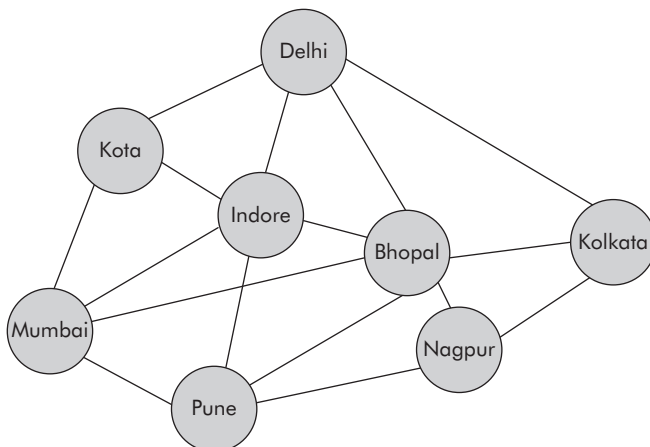 Delhi
Kota
Indore
Bhopal
Kolkata
Mumbai
Nagpur
Pune